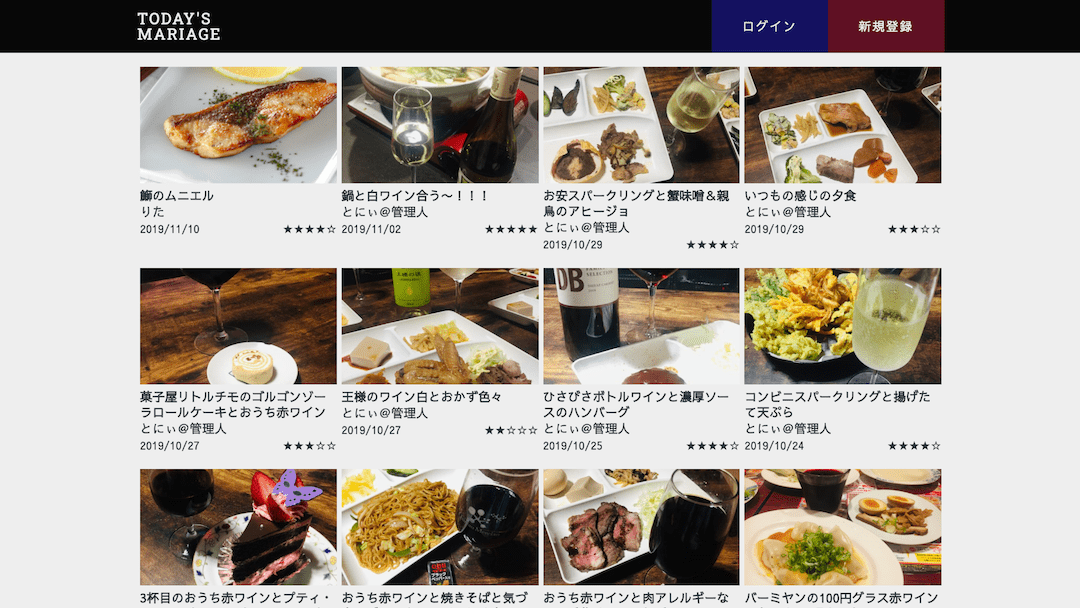 TODAY'S
MARIAGE
ログイン
新規登録
鰤のムニエル
りた
2019/11/10
★★★★☆
鍋と白ワイン合う〜！！！
とにぃ＠管理人
2019/11/02
★★★★★
お安スパークリングと蟹味噌＆親
鳥のアヒージョ
とにぃ＠管理人
2019/10/29
★★★★☆
いつもの感じの夕食
とにぃ＠管理人
2019/10/29
★★★☆☆
DB
菓子屋リトルチモのゴルゴンゾー
ラロールケーキとおうち赤ワイン
とにぃ＠管理人
2019/10/27
★★★☆☆
王様のワイン白とおかず色々
とにぃ＠管理人
2019/10/27
★★☆☆☆
ひさびさボトルワインと濃厚ソー
スのハンバーグ
とにぃ＠管理人
2019/10/25
★★★★☆
コンビニスパークリングと揚げた
て天ぷら
とにぃ＠管理人
2019/10/24
★★★★☆
3杯目のおうち赤ワインとプティ・
おうち赤ワインと焼きそばと気づ
おうち赤ワインと肉アレルギーな
バーミヤンの100円グラス赤ワイン